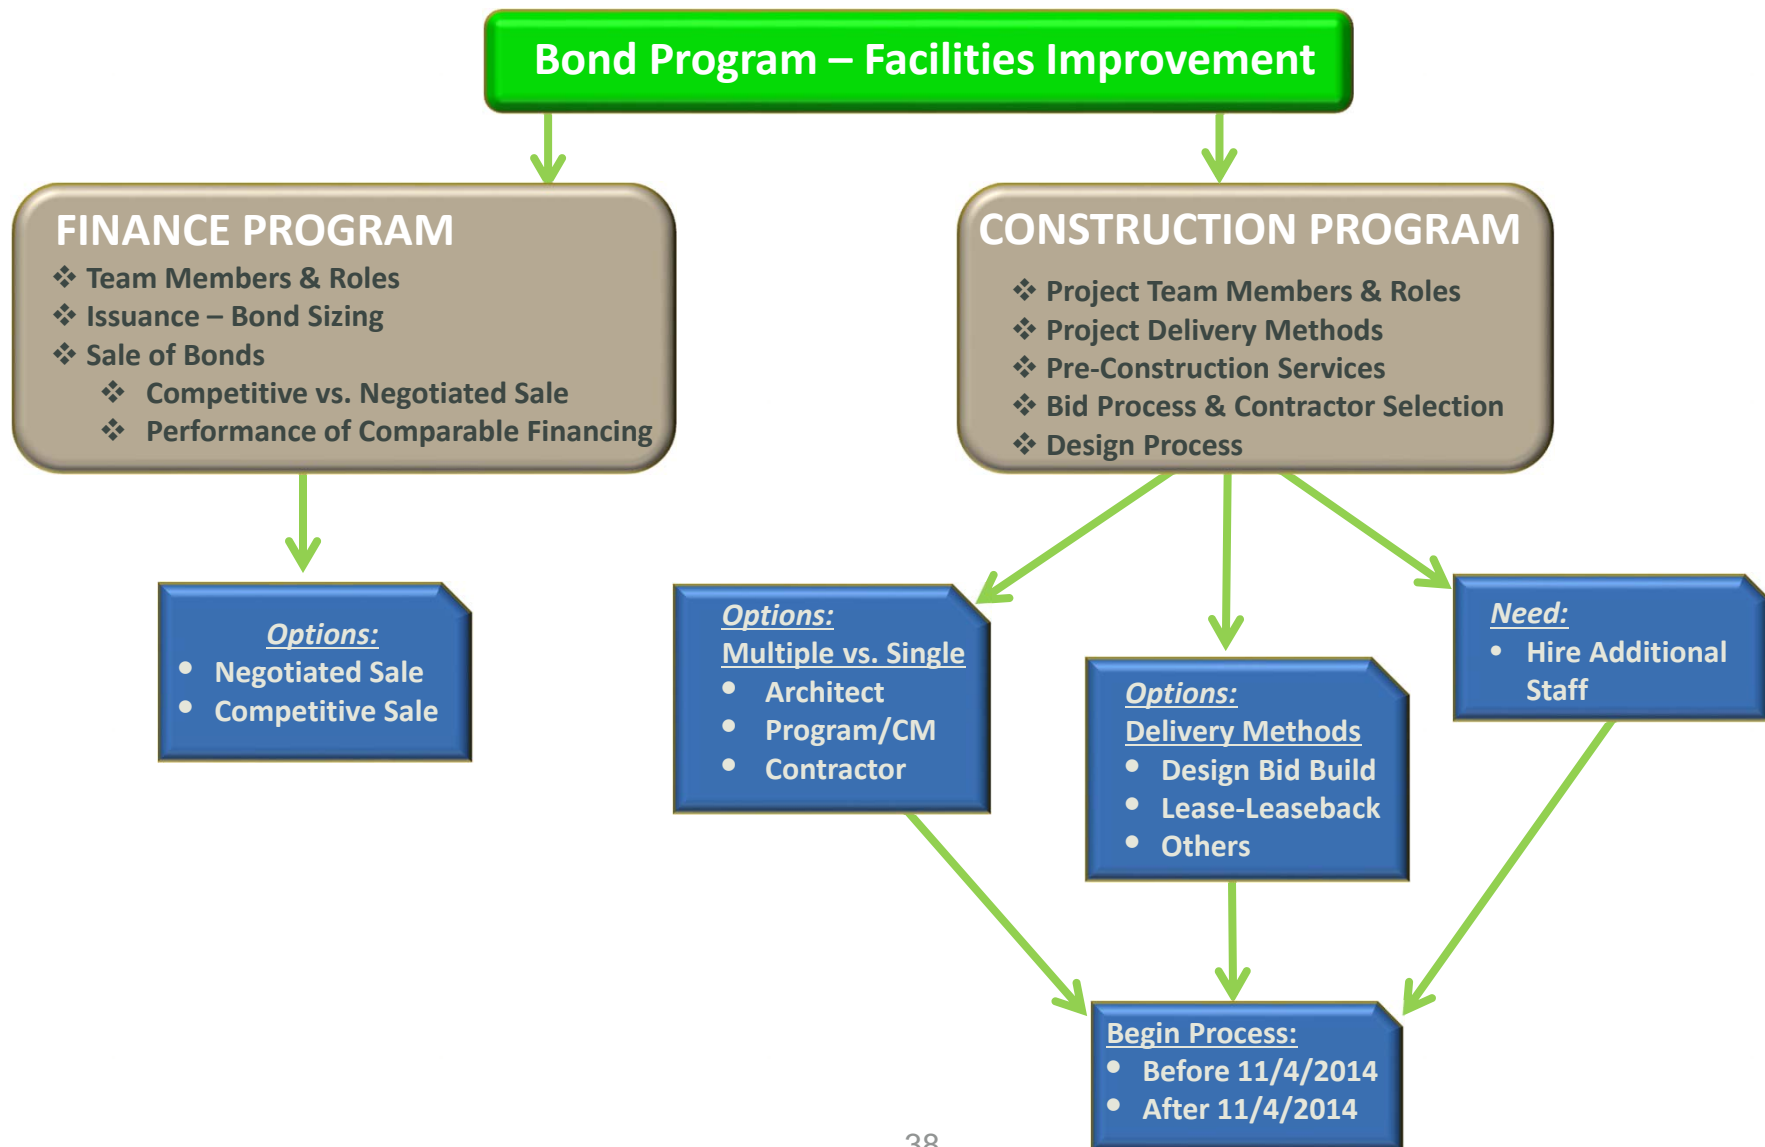 Bond Program – Facilities Improvement
FINANCE PROGRAM
❖ Team Members & Roles
❖ Issuance – Bond Sizing
❖ Sale of Bonds
❖ Competitive vs. Negotiated Sale
❖ Performance of Comparable Financing
CONSTRUCTION PROGRAM
❖ Project Team Members & Roles
❖ Project Delivery Methods
❖ Pre-Construction Services
❖ Bid Process & Contractor Selection
❖ Design Process
Options:
• Negotiated Sale
• Competitive Sale
Options:
Multiple vs. Single
• Architect
• Program/CM
• Contractor
Options:
Delivery Methods
• Design Bid Build
• Lease-Leaseback
• Others
Need:
• Hire Additional
Staff
Begin Process:
• Before 11/4/2014
• After 11/4/2014
38